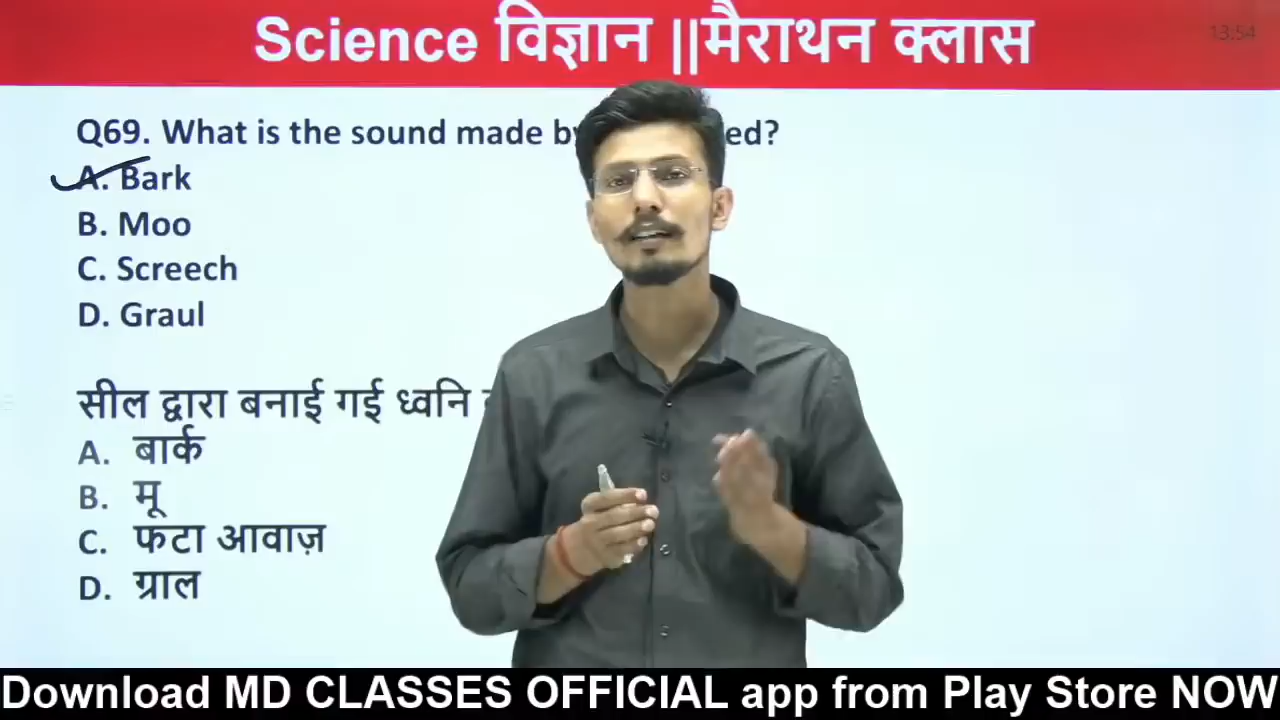 Science विज्ञान ||मैराथन क्लास
13:54
Q69. What is the sound made by ed?
A. Bark
B. Moo
C. Screech
D. Graul
सील द्वारा बनाई गई ध्वनि
A. बार्क
B. मू
C. फटा आवाज़
D. ग्राल
Download MD CLASSES OFFICIAL app from Play Store NOW